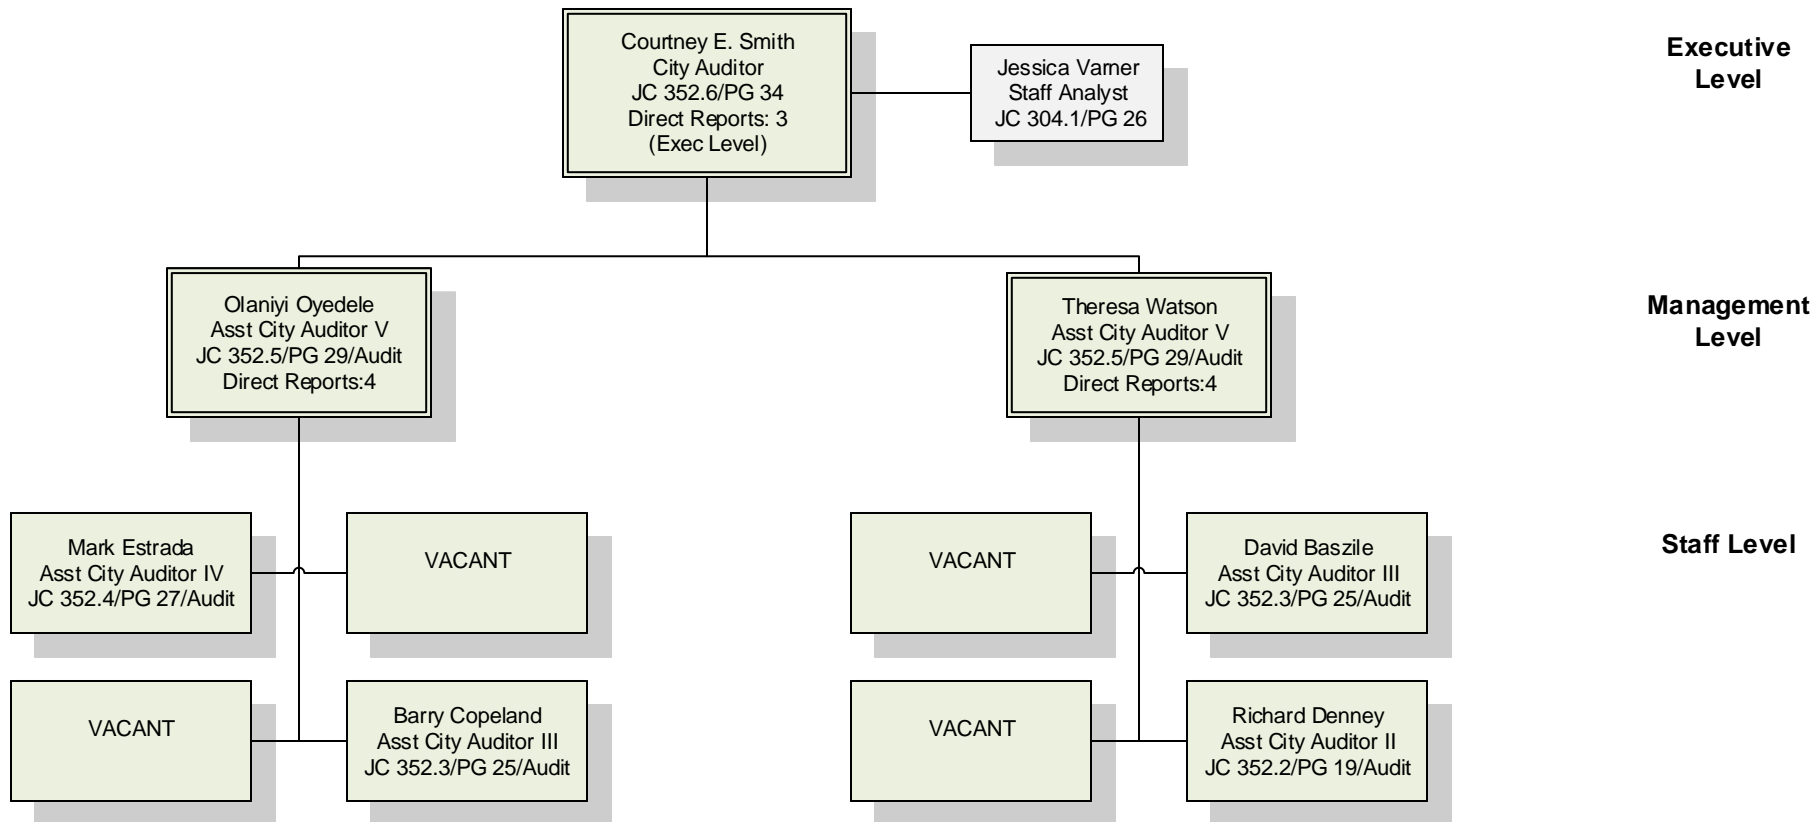 Courtney E. Smith
City Auditor
JC 352.6/PG 34
Direct Reports: 3
(Exec Level)
Jessica Varner
Staff Analyst
JC 304.1/PG 26
Executive
Level
Olaniyi Oyedele
Asst City Auditor V
JC 352.5/PG 29/Audit
Direct Reports:4
Theresa Watson
Asst City Auditor V
JC 352.5/PG 29/Audit
Direct Reports:4
Management
Level
Mark Estrada
Asst City Auditor IV
JC 352.4/PG 27/Audit
VACANT
VACANT
David Baszile
Asst City Auditor III
JC 352.3/PG 25/Audit
Staff Level
VACANT
Barry Copeland
Asst City Auditor III
JC 352.3/PG 25/Audit
VACANT
Richard Denney
Asst City Auditor II
JC 352.2/PG 19/Audit